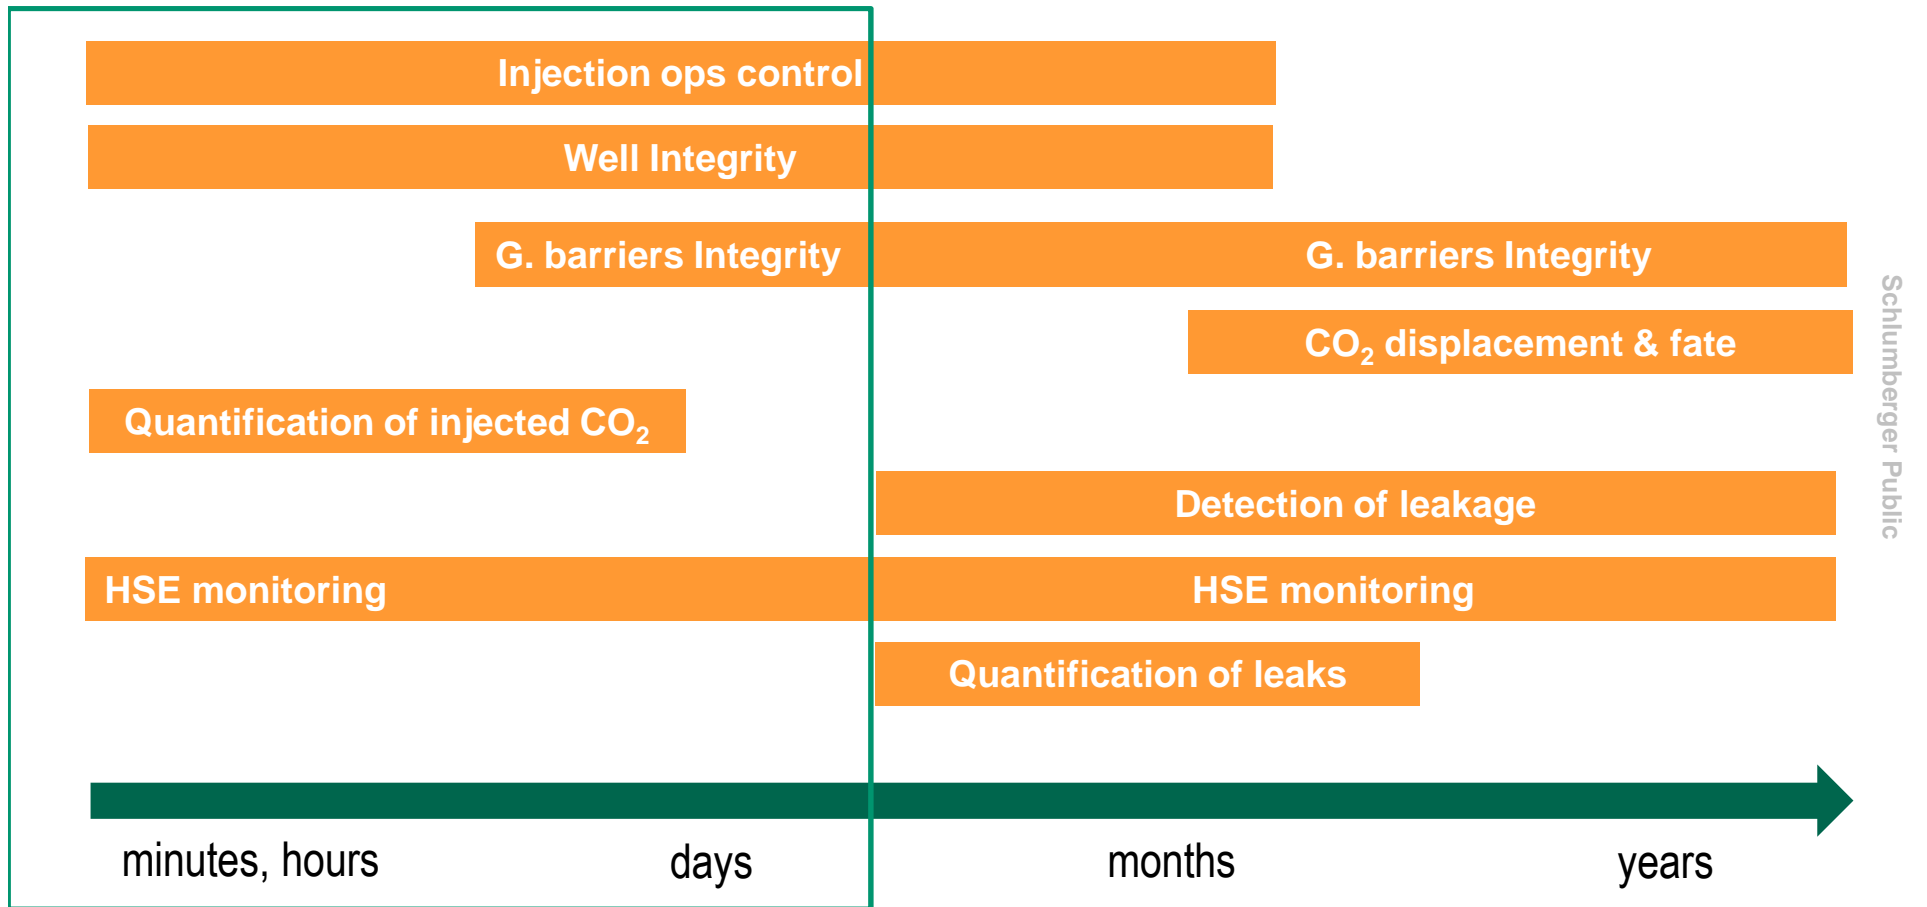 Injection ops control
Well Integrity
G. barriers Integrity G. barriers Integrity
CO₂ displacement & fate
Quantification of injected CO₂
Detection of leakage
HSE monitoring HSE monitoring
Quantification of leaks
minutes, hours days months years
Schlumberger Public